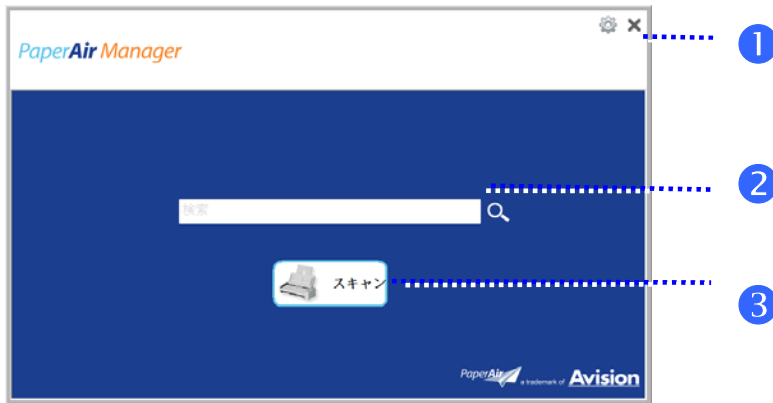 PaperAir Manager
1
検索
2
スキャン
3
PaperAir a trademark of Avision